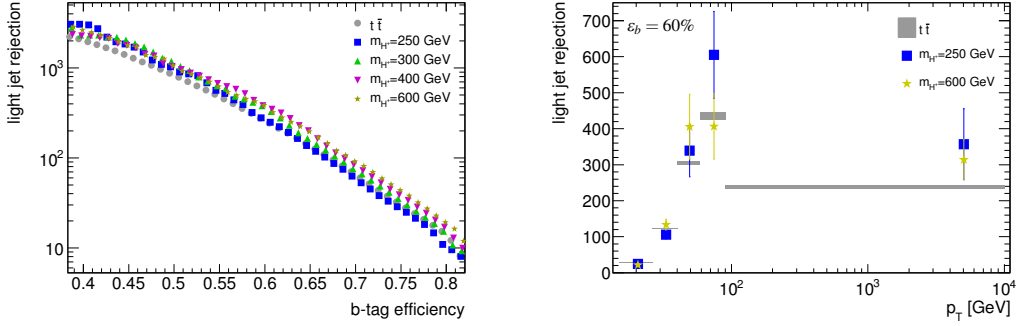 light jet rejection
10³
10²
10
t t̄
m_H⁺=250 GeV
m_H⁺=300 GeV
m_H⁺=400 GeV
m_H⁺=600 GeV
0.4 0.45 0.5 0.55 0.6 0.65 0.7 0.75 0.8
b-tag efficiency
light jet rejection
700
600
500
400
300
200
100
0
ε_b = 60%
t t̄
m_H⁺=250 GeV
m_H⁺=600 GeV
10² 10³ 10⁴
p_T [GeV]